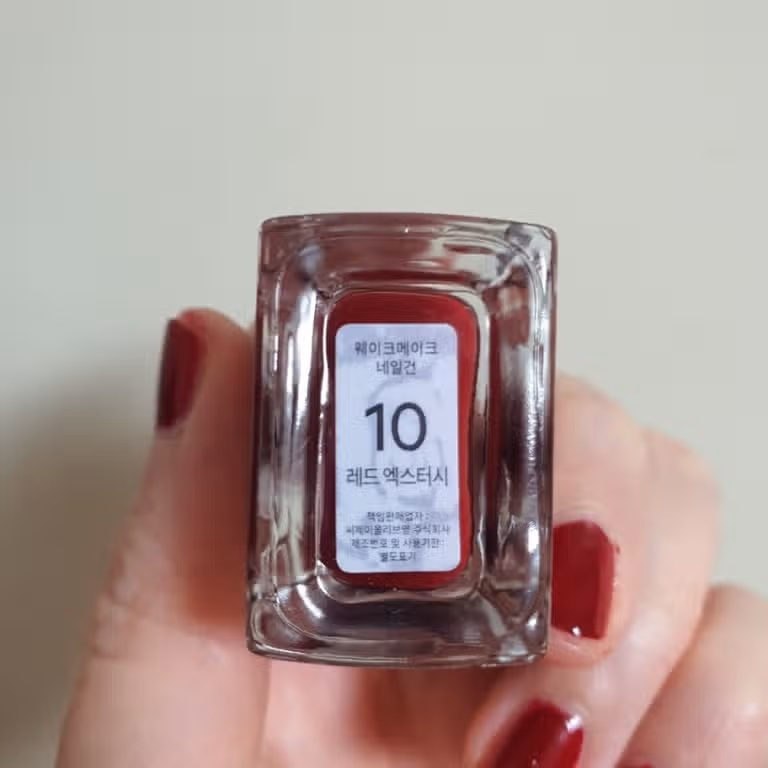 웨이크메이크
네일건
10
레드 엑스터시
책임판매업자 :
씨제이올리브영 주식회사
제조번호 및 사용기한 :
별도표기